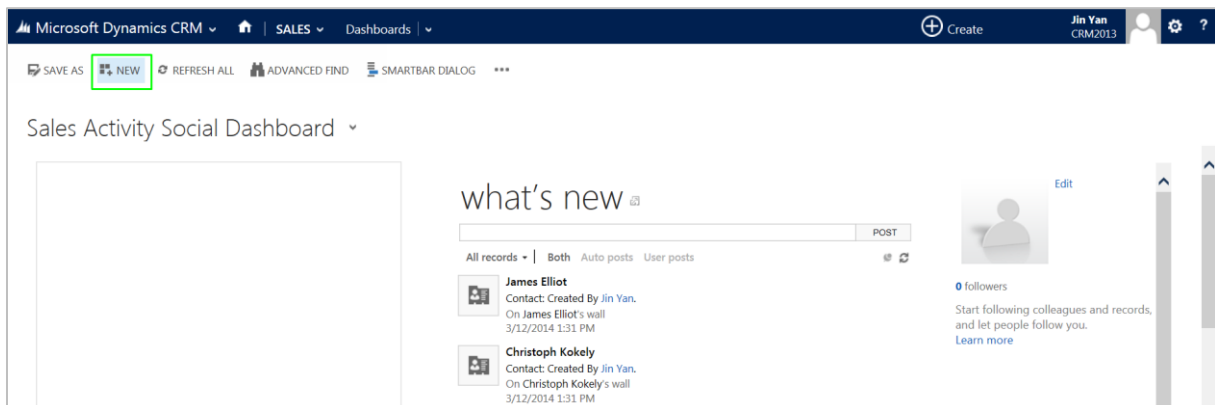 Microsoft Dynamics CRM SALES Dashboards Create Jin Yan
CRM2013 ?
SAVE AS NEW REFRESH ALL ADVANCED FIND SMARTBAR DIALOG •••
Sales Activity Social Dashboard
what's new
Edit
POST
All records Both Auto posts User posts
James Elliot
Contact: Created By Jin Yan.
On James Elliot's wall
3/12/2014 1:31 PM
Christoph Kokely
Contact: Created By Jin Yan.
On Christoph Kokely's wall
3/12/2014 1:31 PM
0 followers
Start following colleagues and records,
and let people follow you.
Learn more